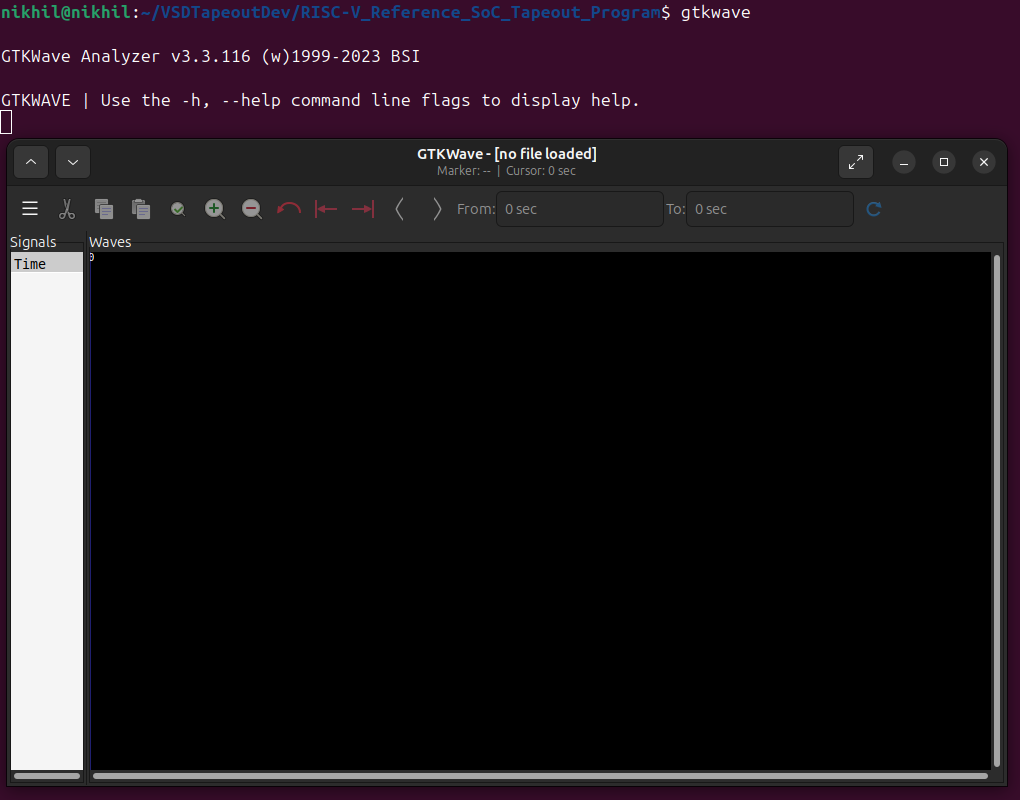 nikhil@nikhil:~/VSDTapeoutDev/RISC-V_Reference_SoC_Tapeout_Program$ gtkwave
GTKWave Analyzer v3.3.116 (w)1999-2023 BSI
GTKWAVE | Use the -h, --help command line flags to display help.
GTKWave - [no file loaded]
Marker: -- | Cursor: 0 sec
From: 0 sec To: 0 sec
Signals Waves
Time 0